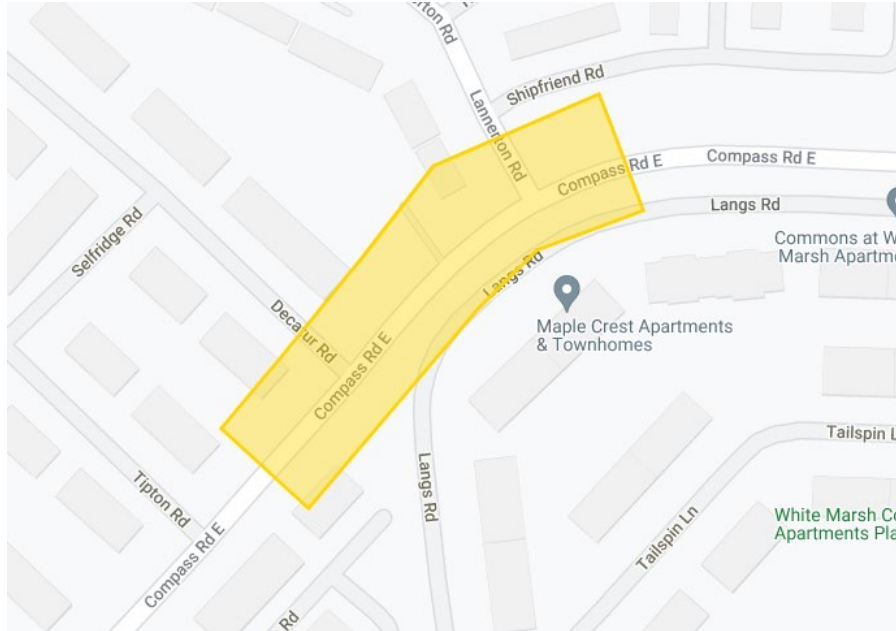 Lannerton Rd
Shipfriend Rd
Compass Rd E
Compass Rd E
Langs Rd
Selfridge Rd
Langs Rd
Commons at W
Marsh Apartme
Decatur Rd
Maple Crest Apartments
& Townhomes
Compass Rd E
Tailspin L
Langs Rd
Tipton Rd
White Marsh Co
Apartments Pla
Tailspin Ln
Compass Rd E
Rd